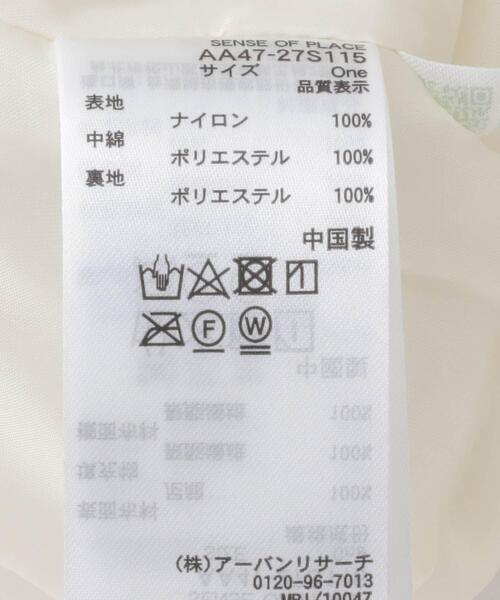 SENSE OF PLACE
AA47-27S115
サイズ One
品質表示
表地
ナイロン 100%
中綿
ポリエステル 100%
裏地
ポリエステル 100%
中国製
F W
(株)アーバンリサーチ
0120-96-7013
MBJ/10047